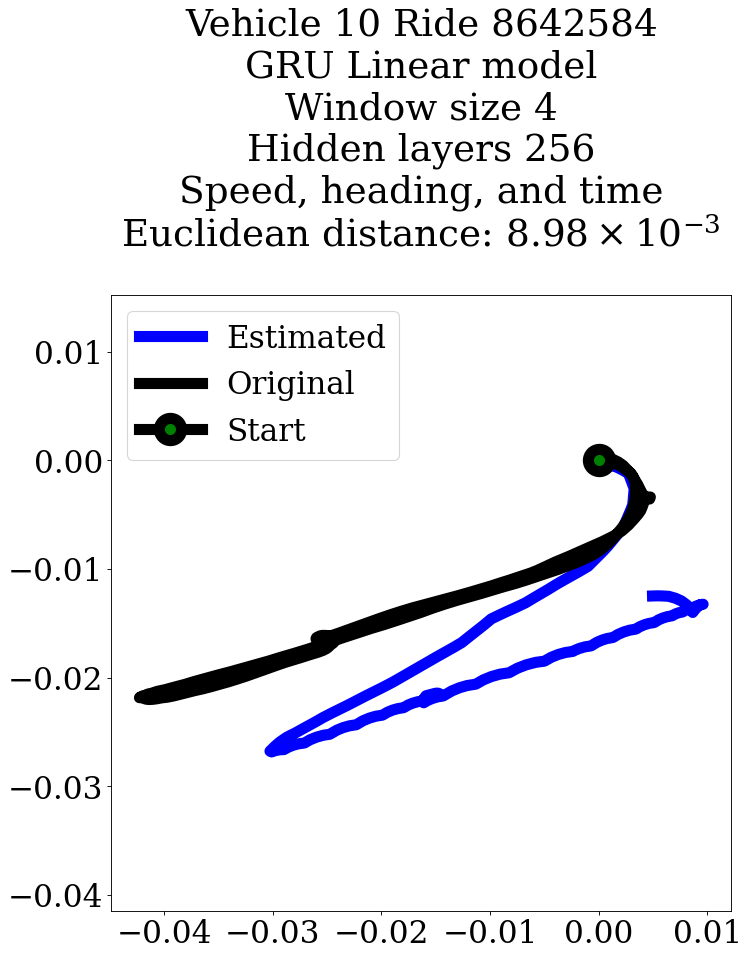 Vehicle 10 Ride 8642584
GRU Linear model
Window size 4
Hidden layers 256
Speed, heading, and time
Euclidean distance: 8.98 × 10⁻³
Estimated
Original
Start
0.01
0.00
−0.01
−0.02
−0.03
−0.04
−0.04 −0.03 −0.02 −0.01 0.00 0.01